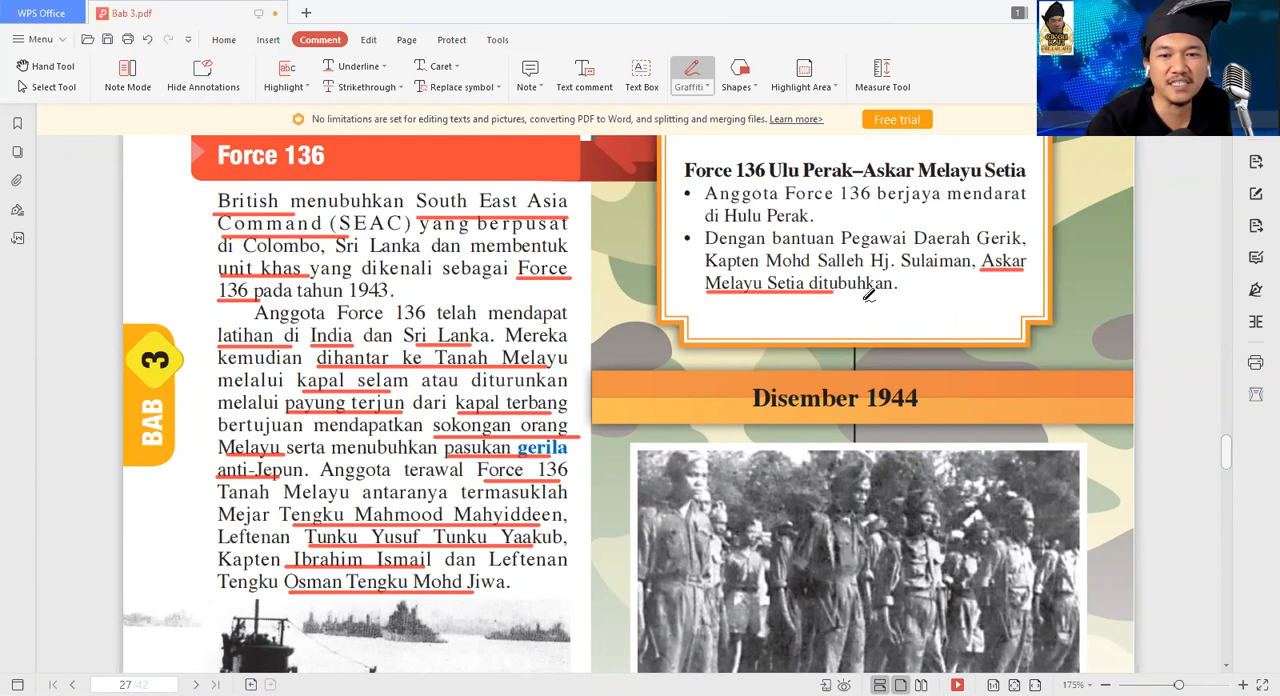 WPS Office
Bab 3.pdf
1
Menu
Home
Insert
Comment
Edit
Page
Protect
Tools
Hand Tool
Select Tool
Note Mode
Hide Annotations
Highlight
Underline
Strikethrough
Caret
Replace symbol
Note
Text comment
Text Box
Graffiti
Shapes
Highlight Area
Measure Tool
No limitations are set for editing texts and pictures, converting PDF to Word, and splitting and merging files. Learn more>
Free trial
Force 136
British menubuhkan South East Asia
Command (SEAC) yang berpusat
di Colombo, Sri Lanka dan membentuk
unit khas yang dikenali sebagai Force
136 pada tahun 1943.
Anggota Force 136 telah mendapat
latihan di India dan Sri Lanka. Mereka
kemudian dihantar ke Tanah Melayu
melalui kapal selam atau diturunkan
melalui payung terjun dari kapal terbang
bertujuan mendapatkan sokongan orang
Melayu serta menubuhkan pasukan gerila
anti-Jepun. Anggota terawal Force 136
Tanah Melayu antaranya termasuklah
Mejar Tengku Mahmood Mahyiddeen,
Leftenan Tunku Yusuf Tunku Yaakub,
Kapten Ibrahim Ismail dan Leftenan
Tengku Osman Tengku Mohd Jiwa.
BAB 3
Force 136 Ulu Perak–Askar Melayu Setia
• Anggota Force 136 berjaya mendarat
di Hulu Perak.
• Dengan bantuan Pegawai Daerah Gerik,
Kapten Mohd Salleh Hj. Sulaiman, Askar
Melayu Setia ditubuhkan.
Disember 1944
27/42
175%